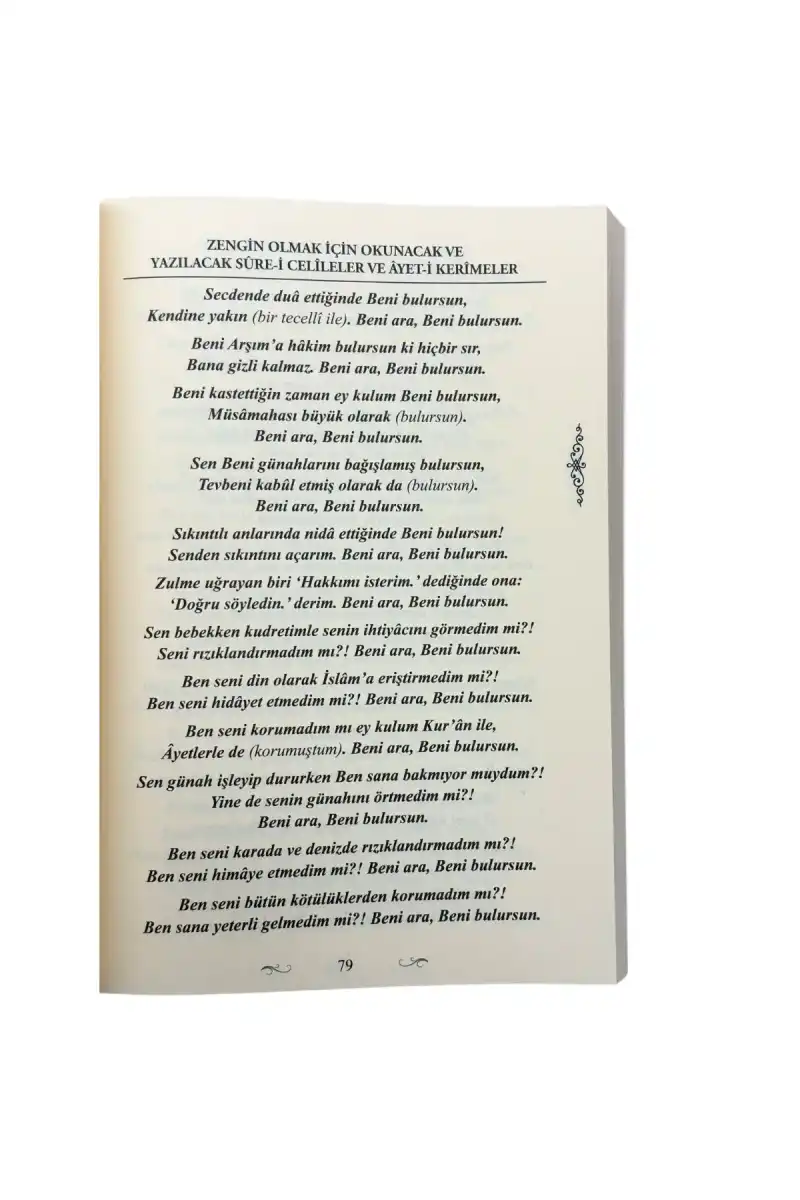 ZENGİN OLMAK İÇİN OKUNACAK VE
YAZILACAK SÛRE-İ CELÎLELER VE ÂYET-İ KERÎMELER
Secdende duâ ettiğinde Beni bulursun,
Kendine yakın (bir tecellî ile). Beni ara, Beni bulursun.
Beni Arşım’a hâkim bulursun ki hiçbir sır,
Bana gizli kalmaz. Beni ara, Beni bulursun.
Beni kastettiğin zaman ey kulum Beni bulursun,
Müsâmahası büyük olarak (bulursun).
Beni ara, Beni bulursun.
Sen Beni günahlarını bağışlamış bulursun,
Tevbeni kabûl etmiş olarak da (bulursun).
Beni ara, Beni bulursun.
Sıkıntılı anlarında nidâ ettiğinde Beni bulursun!
Senden sıkıntını açarım. Beni ara, Beni bulursun.
Zulme uğrayan biri ‘Hakkımı isterim.’ dediğinde ona:
‘Doğru söyledin.’ derim. Beni ara, Beni bulursun.
Sen bebekken kudretimle senin ihtiyâcını görmedim mi?!
Seni rızıklandırmadım mı?! Beni ara, Beni bulursun.
Ben seni din olarak İslâm’a eriştirmedim mi?!
Ben seni hidâyet etmedim mi?! Beni ara, Beni bulursun.
Ben seni korumadım mı ey kulum Kur’ân ile,
Âyetlerle de (korumuştum). Beni ara, Beni bulursun.
Sen günah işleyip dururken Ben sana bakmıyor muydum?!
Yine de senin günahını örtmedim mi?!
Beni ara, Beni bulursun.
Ben seni karada ve denizde rızıklandırmadım mı?!
Ben seni himâye etmedim mi?! Beni ara, Beni bulursun.
Ben seni bütün kötülüklerden korumadım mı?!
Ben sana yeterli gelmedim mi?! Beni ara, Beni bulursun.
79